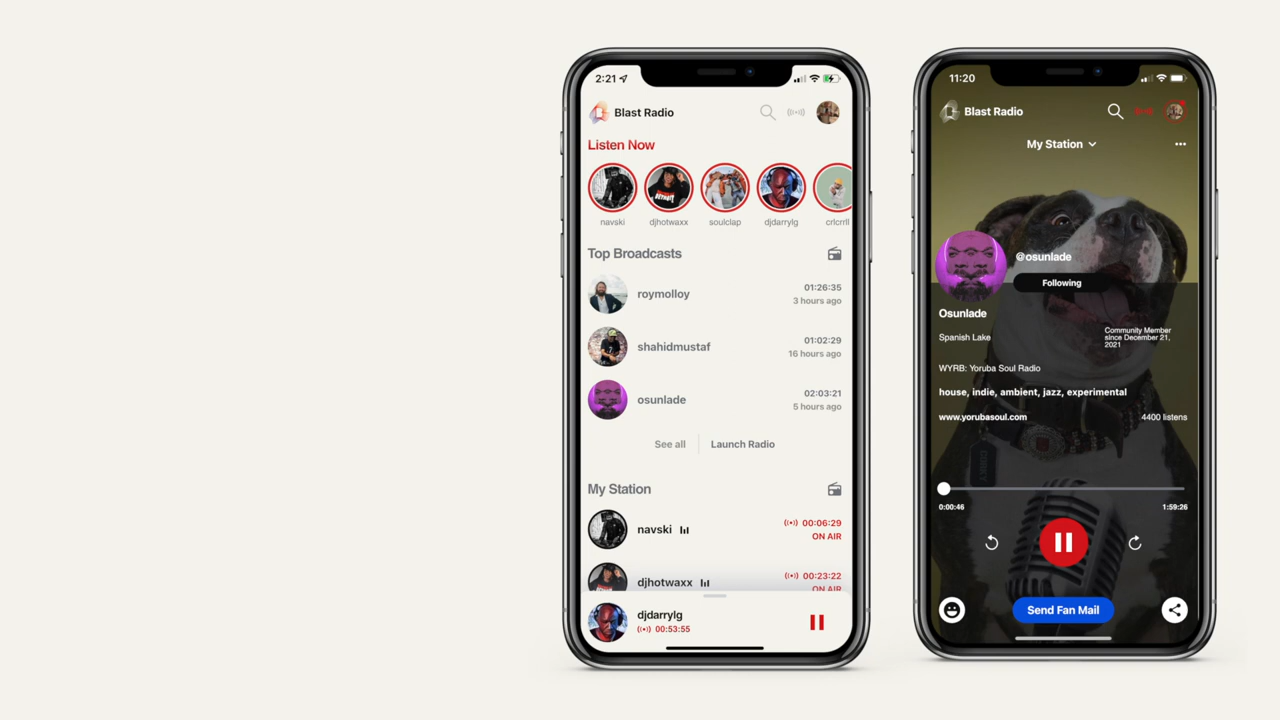 2:21
Blast Radio
Listen Now
navski
djhotwaxx
soulclap
djdarrylg
crlcrrll
Top Broadcasts
roymolloy
01:26:35
3 hours ago
shahidmustaf
01:02:29
16 hours ago
osunlade
02:03:21
5 hours ago
See all
Launch Radio
My Station
navski
00:06:29
ON AIR
djhotwaxx
00:23:22
ON AIR
djdarrylg
00:53:55
11:20
Blast Radio
My Station
@osunlade
Following
Osunlade
Spanish Lake
Community Member
since December 21,
2021
WYRB: Yoruba Soul Radio
house, indie, ambient, jazz, experimental
www.yorubasoul.com
4400 listens
0:00:46
1:59:26
Send Fan Mail